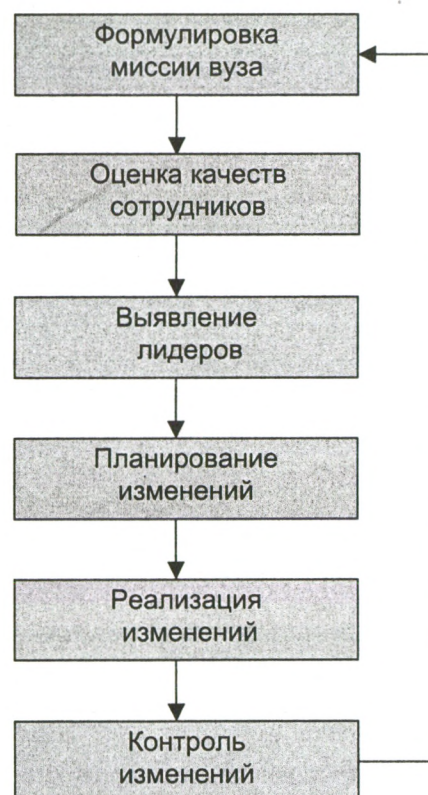 Формулировка
миссии вуза
Оценка качеств
сотрудников
Выявление
лидеров
Планирование
изменений
Реализация
изменений
Контроль
изменений